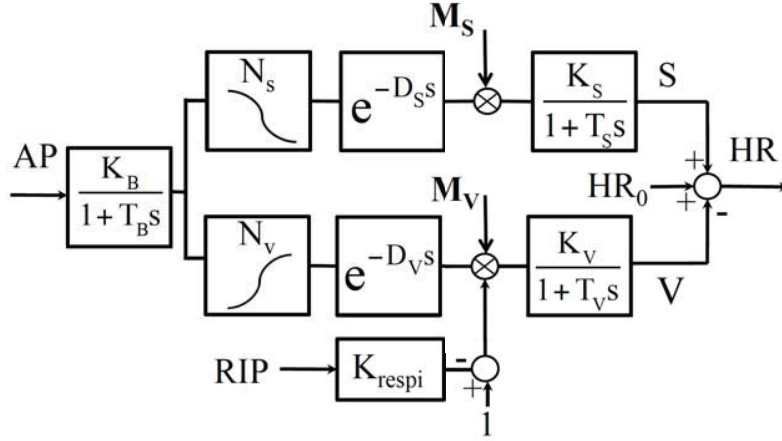 M_S
N_s
e^{-D_S s}
K_S
1 + T_S s
S
AP
K_B
1 + T_B s
+
HR
HR_0
+
-
M_V
N_v
e^{-D_V s}
K_V
1 + T_V s
V
RIP
K_respi
-
+
1